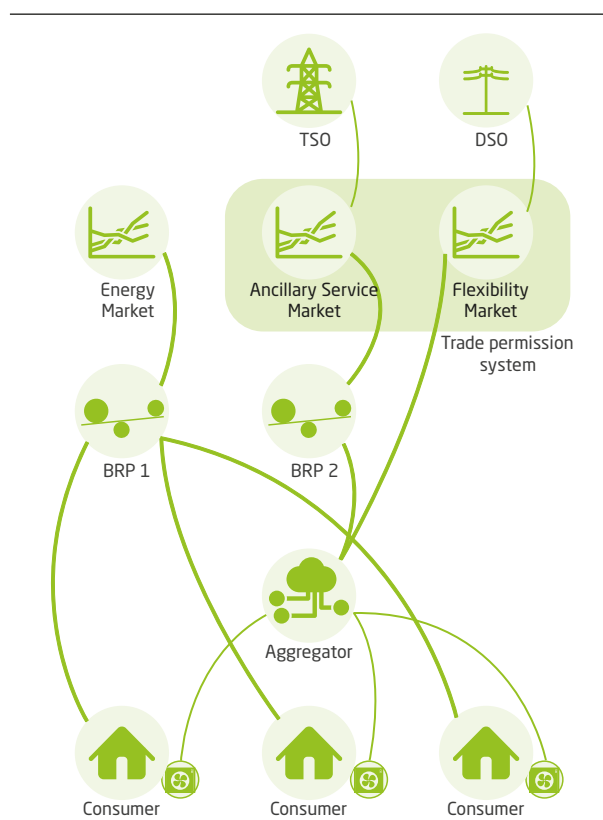 TSO
DSO
Energy
Market
Ancillary Service
Market
Flexibility
Market
Trade permission
system
BRP 1
BRP 2
Aggregator
Consumer
Consumer
Consumer